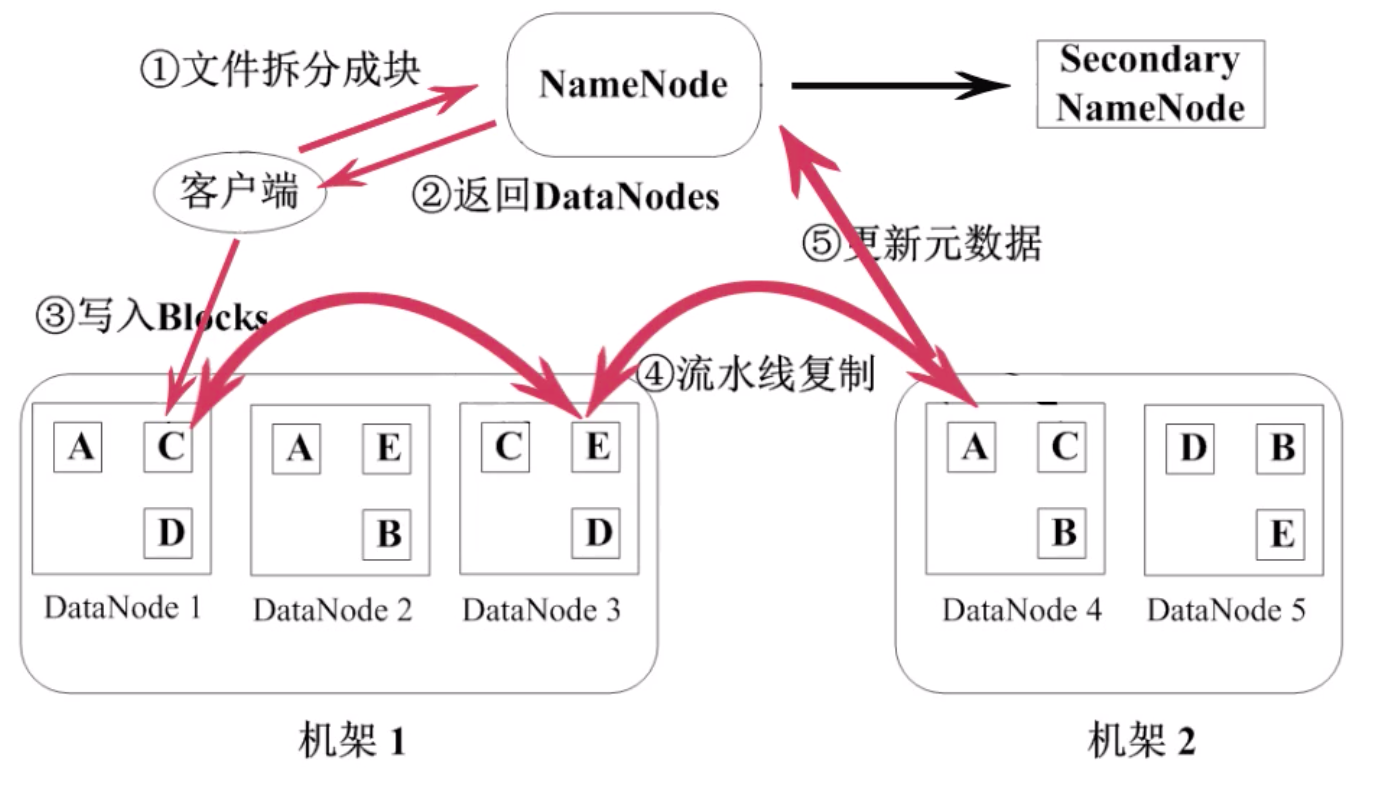 ①文件拆分成块
NameNode
Secondary
NameNode
客户端
②返回DataNodes
⑤更新元数据
③写入Blocks
④流水线复制
A C
D
DataNode 1
A E
B
DataNode 2
C E
D
DataNode 3
机架 1
A C
B
DataNode 4
D B
E
DataNode 5
机架 2